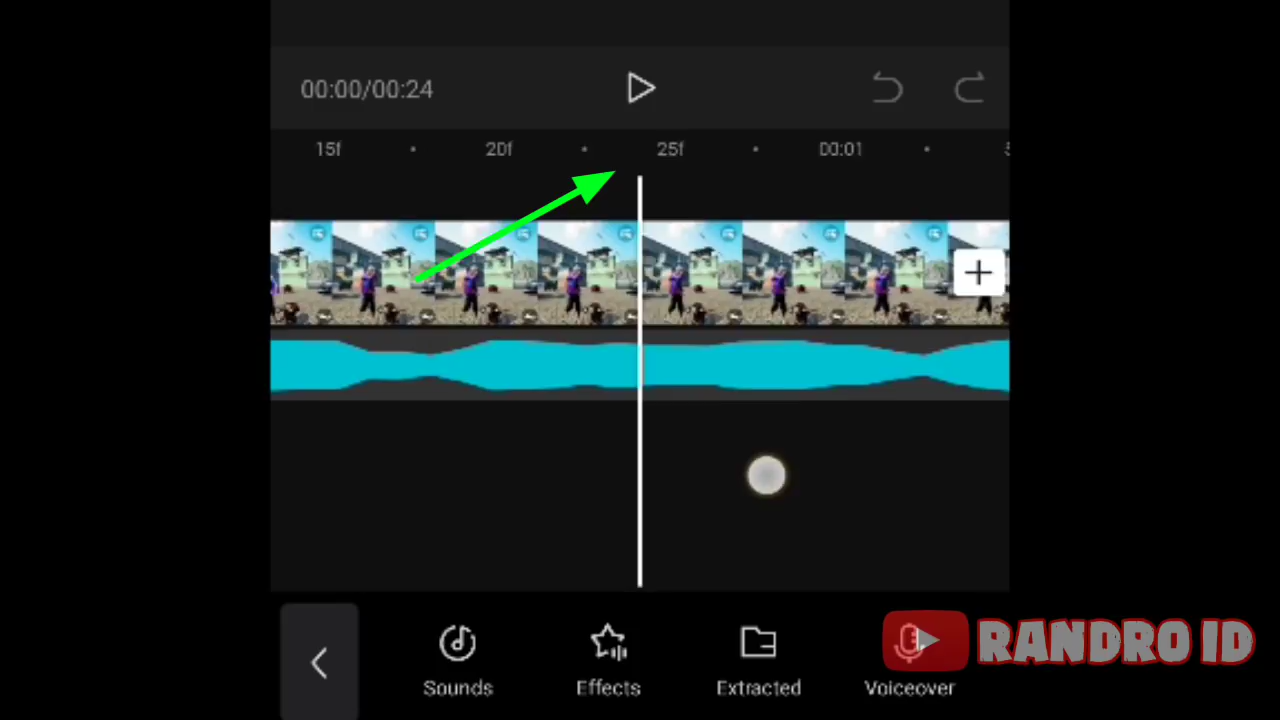 00:00/00:24
15f
20f
25f
00:01
Sounds
Effects
Extracted
Voiceover
RANDRO ID